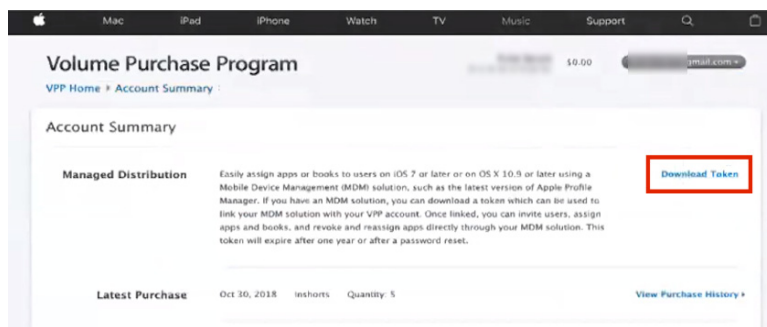 Mac iPad iPhone Watch TV Music Support
Volume Purchase Program
$0.00 gmail.com
VPP Home Account Summary
Account Summary
Managed Distribution
Easily assign apps or books to users on iOS 7 or later or on OS X 10.9 or later using a
Mobile Device Management (MDM) solution, such as the latest version of Apple Profile
Manager. If you have an MDM solution, you can download a token which can be used to
link your MDM solution with your VPP account. Once linked, you can invite users, assign
apps and books, and revoke and reassign apps directly through your MDM solution. This
token will expire after one year or after a password reset.
Download Token
Latest Purchase Oct 30, 2018 Inshorts Quantity: 5 View Purchase History